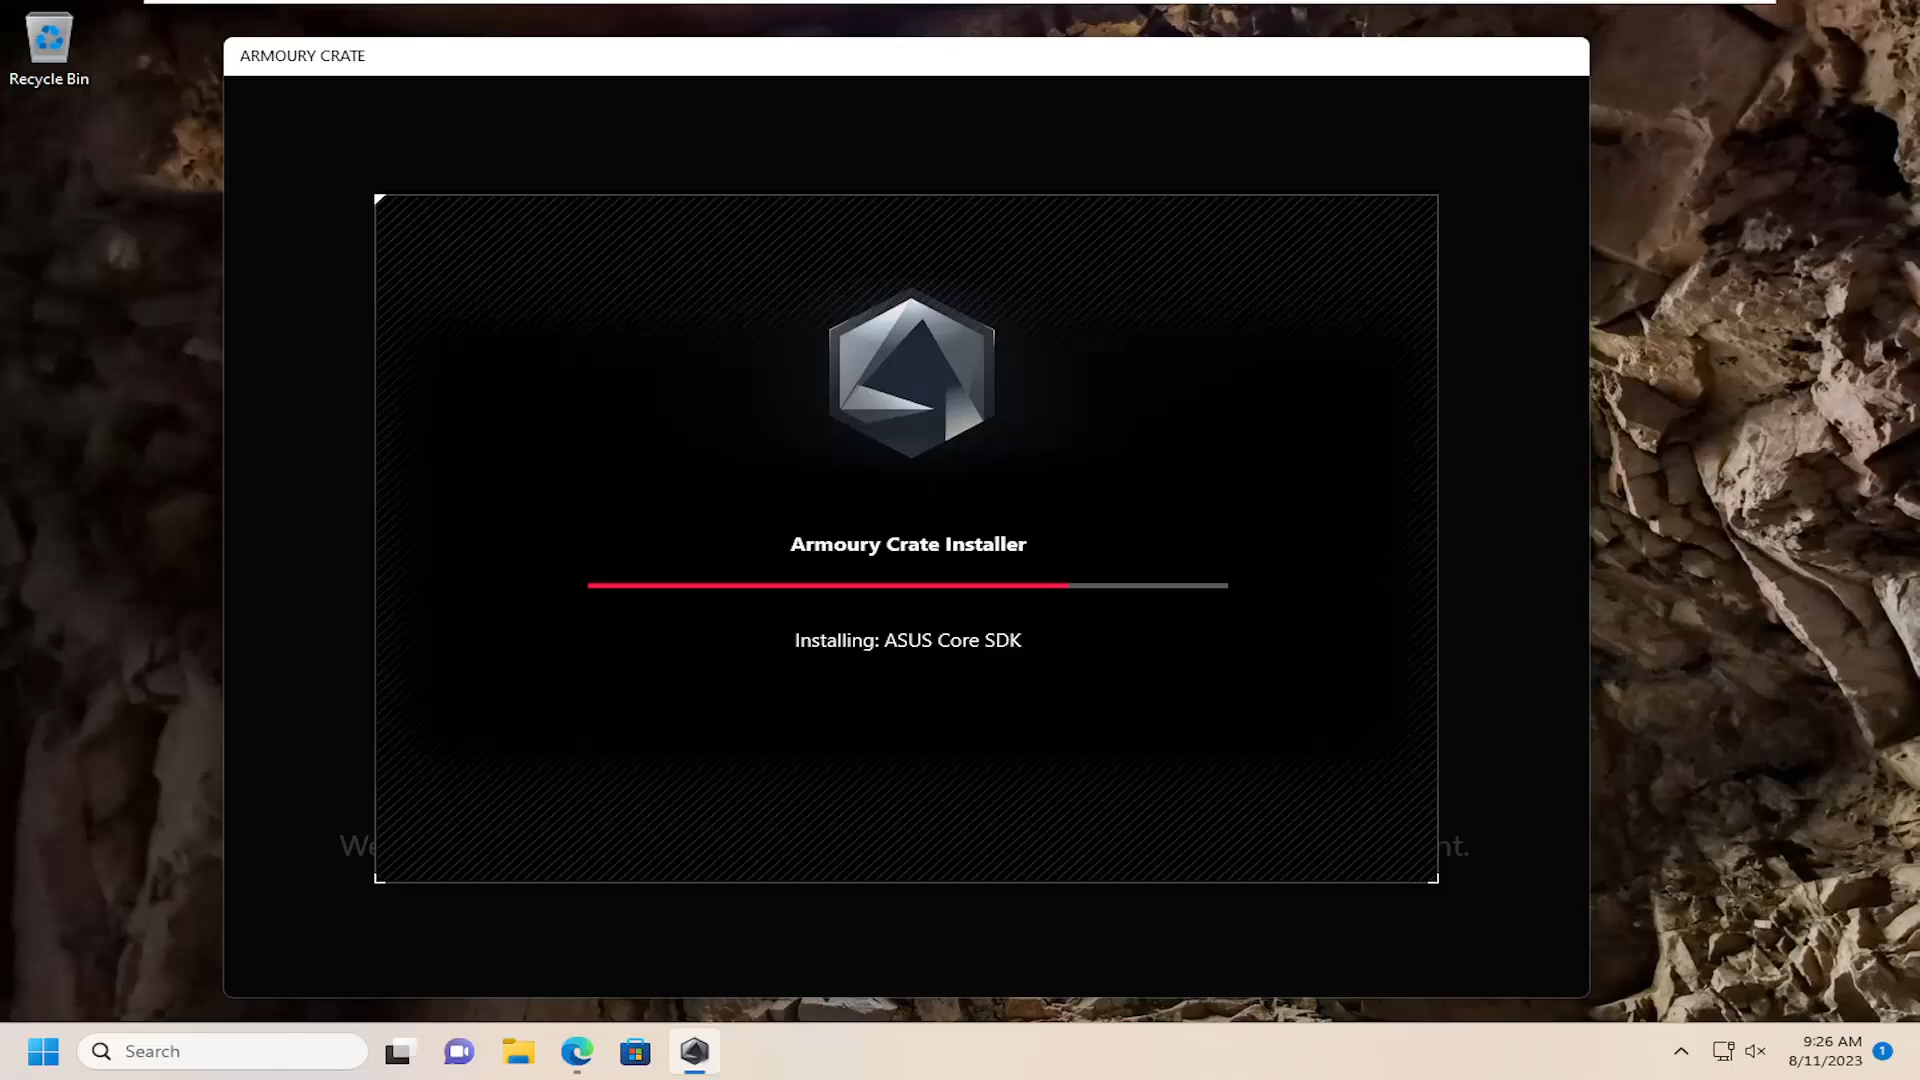 Recycle Bin
ARMOURY CRATE
Armoury Crate Installer
Installing: ASUS Core SDK
Search
9:26 AM
8/11/2023
1